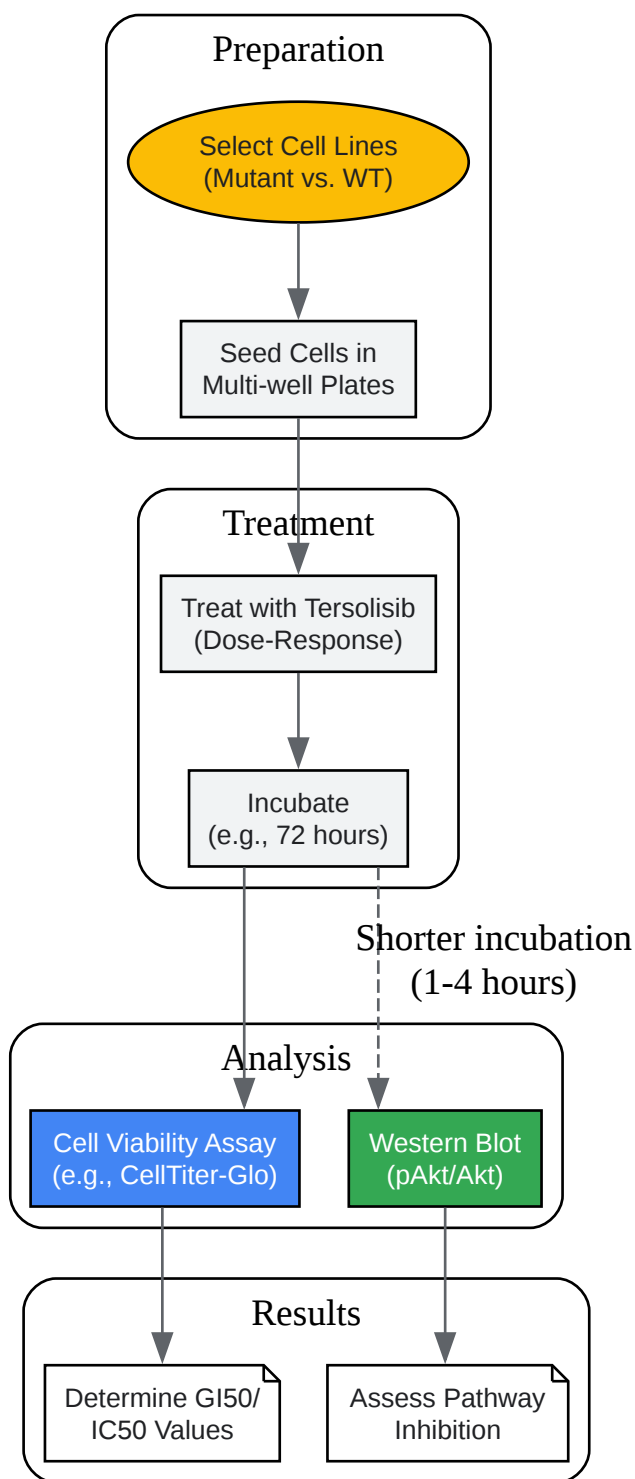 Preparation
Select Cell Lines
(Mutant vs. WT)
Seed Cells in
Multi-well Plates
Treatment
Treat with Tersolisib
(Dose-Response)
Incubate
(e.g., 72 hours)
Shorter incubation
(1-4 hours)
Analysis
Cell Viability Assay
(e.g., CellTiter-Glo)
Western Blot
(pAkt/Akt)
Results
Determine GI50/
IC50 Values
Assess Pathway
Inhibition